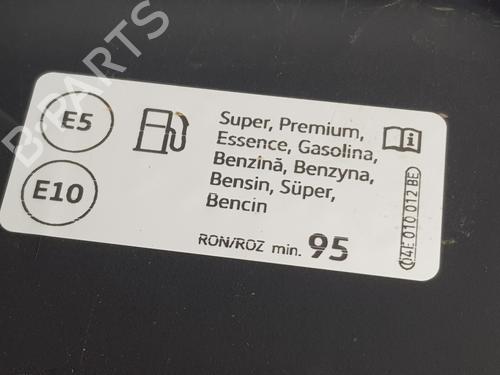 E5
E10
Super, Premium,
Essence, Gasolina,
Benzină, Benzyna,
Bensin, Süper,
Bencin
RON/ROZ min. 95
04E 010 012 BE
B-PARTS